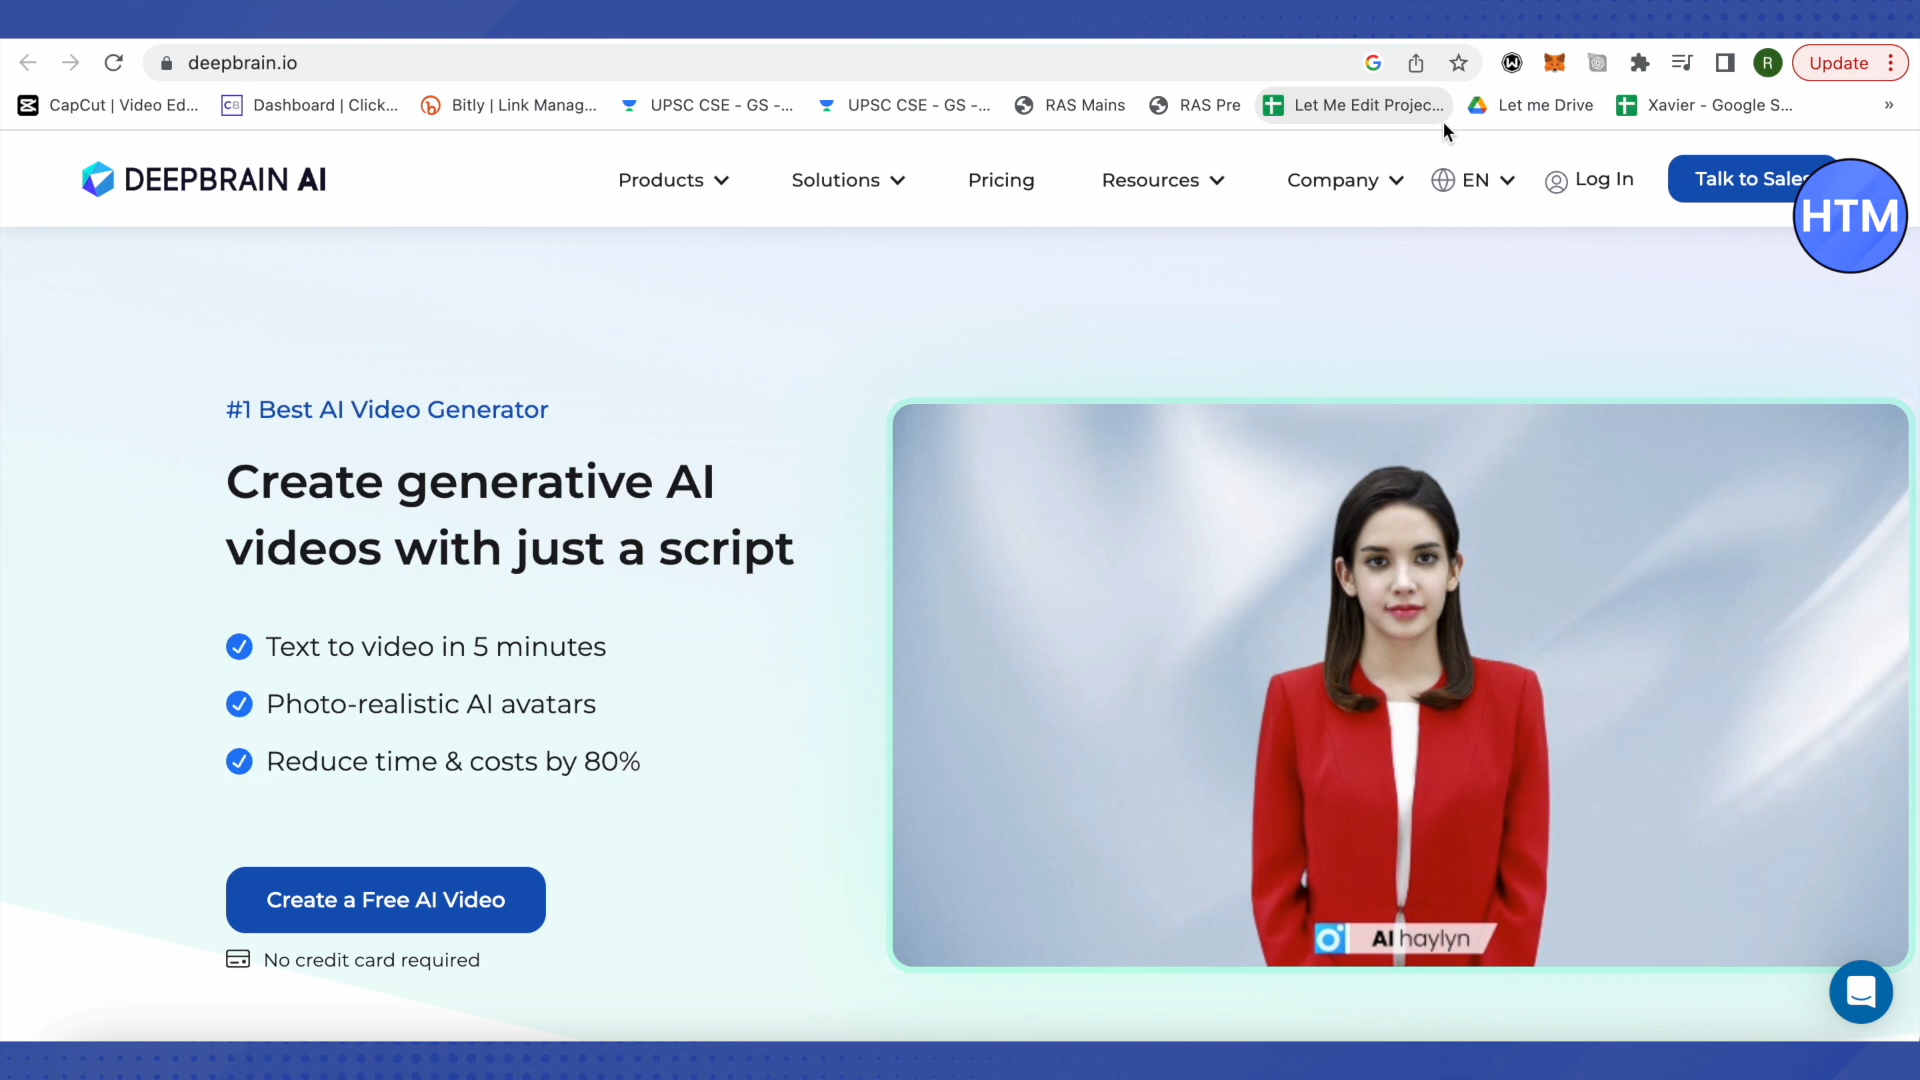 deepbrain.io
R
Update
CapCut | Video Ed...
CB Dashboard | Click...
Bitly | Link Manag...
UPSC CSE - GS -...
UPSC CSE - GS -...
RAS Mains
RAS Pre
Let Me Edit Projec...
Let me Drive
Xavier - Google S...
»
DEEPBRAIN AI
Products
Solutions
Pricing
Resources
Company
EN
Log In
Talk to Sales
HTM
#1 Best AI Video Generator
Create generative AI
videos with just a script
Text to video in 5 minutes
Photo-realistic AI avatars
Reduce time & costs by 80%
Create a Free AI Video
No credit card required
AI haylyn